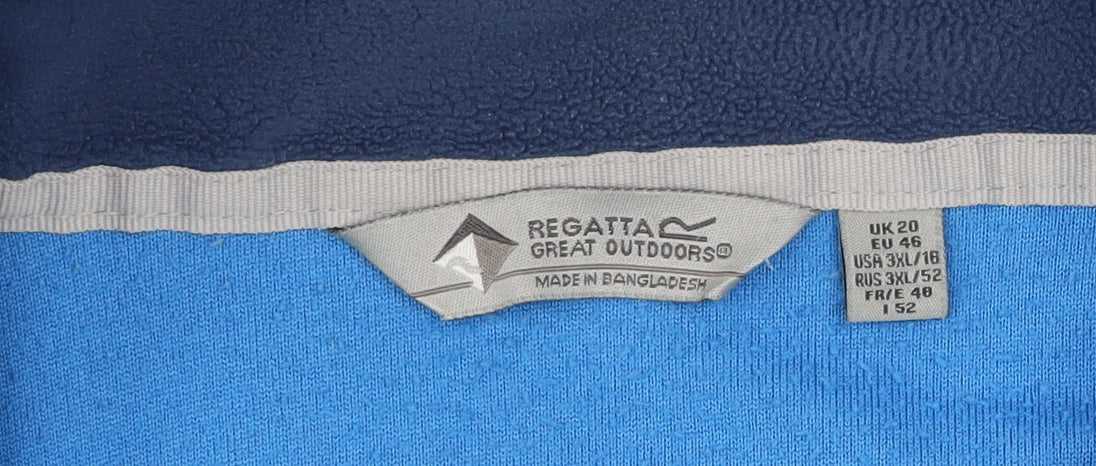 REGATTA
GREAT OUTDOORS®
MADE IN BANGLADESH
UK 20
EU 46
USA 3XL/18
RUS 3XL/52
FR/E 48
I 52